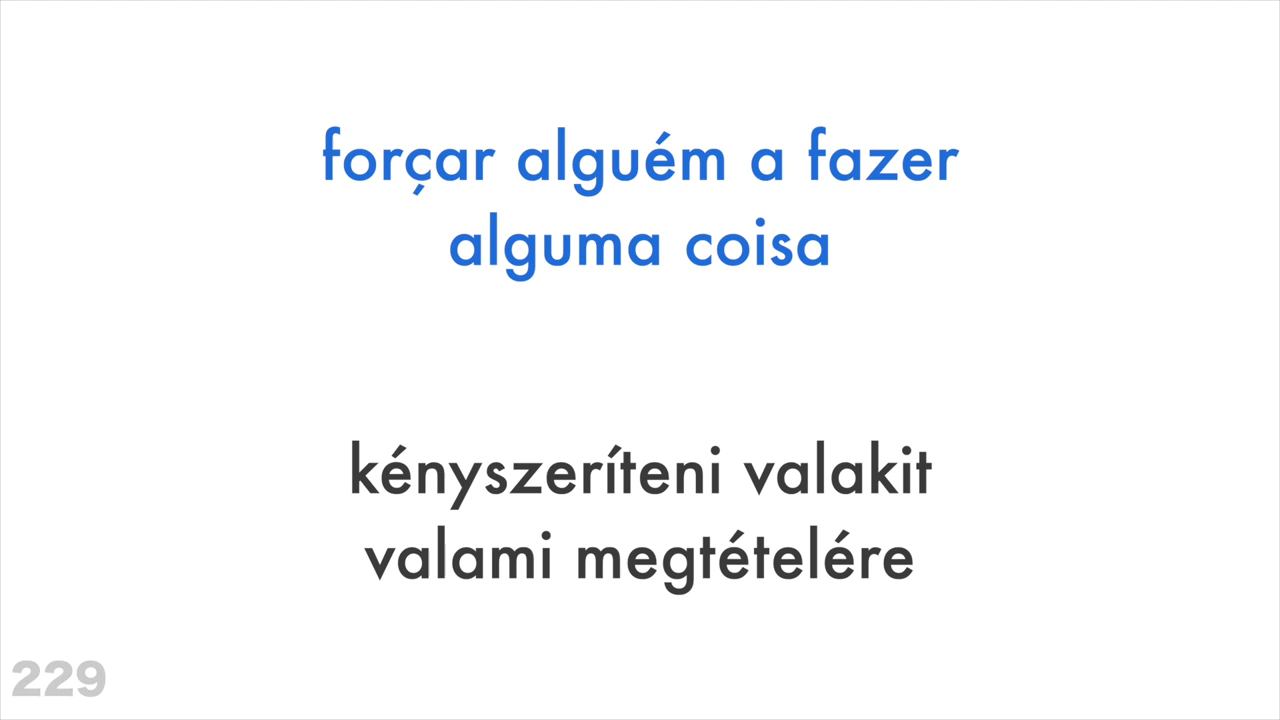 forçar alguém a fazer
alguma coisa
kényszeríteni valakit
valami megtételére
229